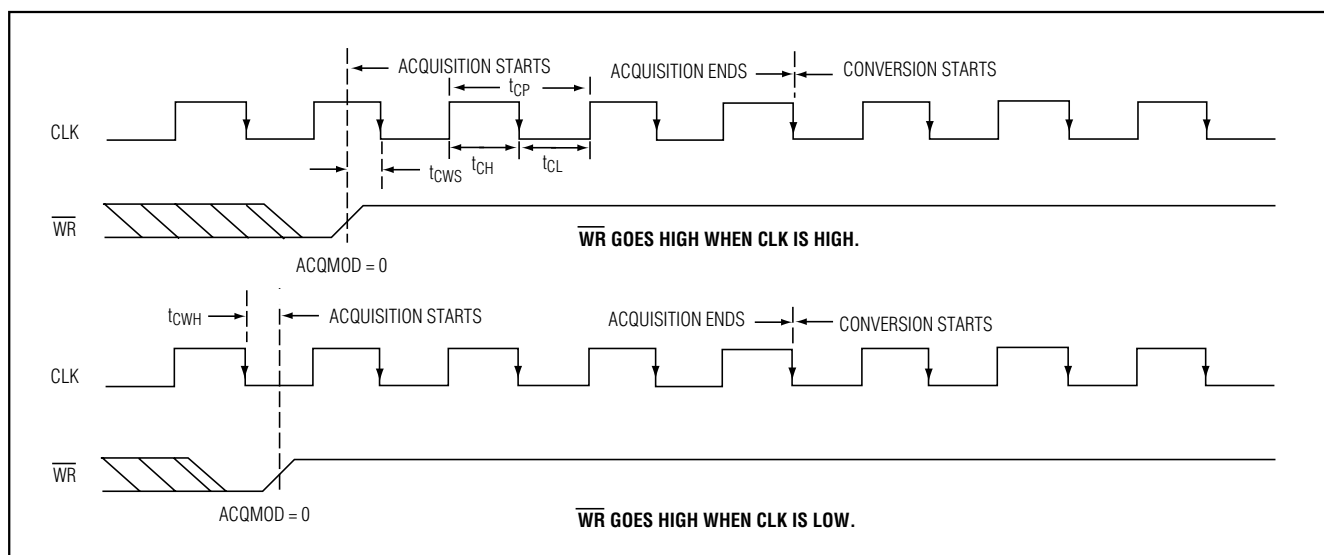 ACQUISITION STARTS
ACQUISITION ENDS
CONVERSION STARTS
tCP
CLK
tCWS
tCH
tCL
WR
WR GOES HIGH WHEN CLK IS HIGH.
ACQMOD = 0
tCWH
ACQUISITION STARTS
ACQUISITION ENDS
CONVERSION STARTS
CLK
WR
ACQMOD = 0
WR GOES HIGH WHEN CLK IS LOW.